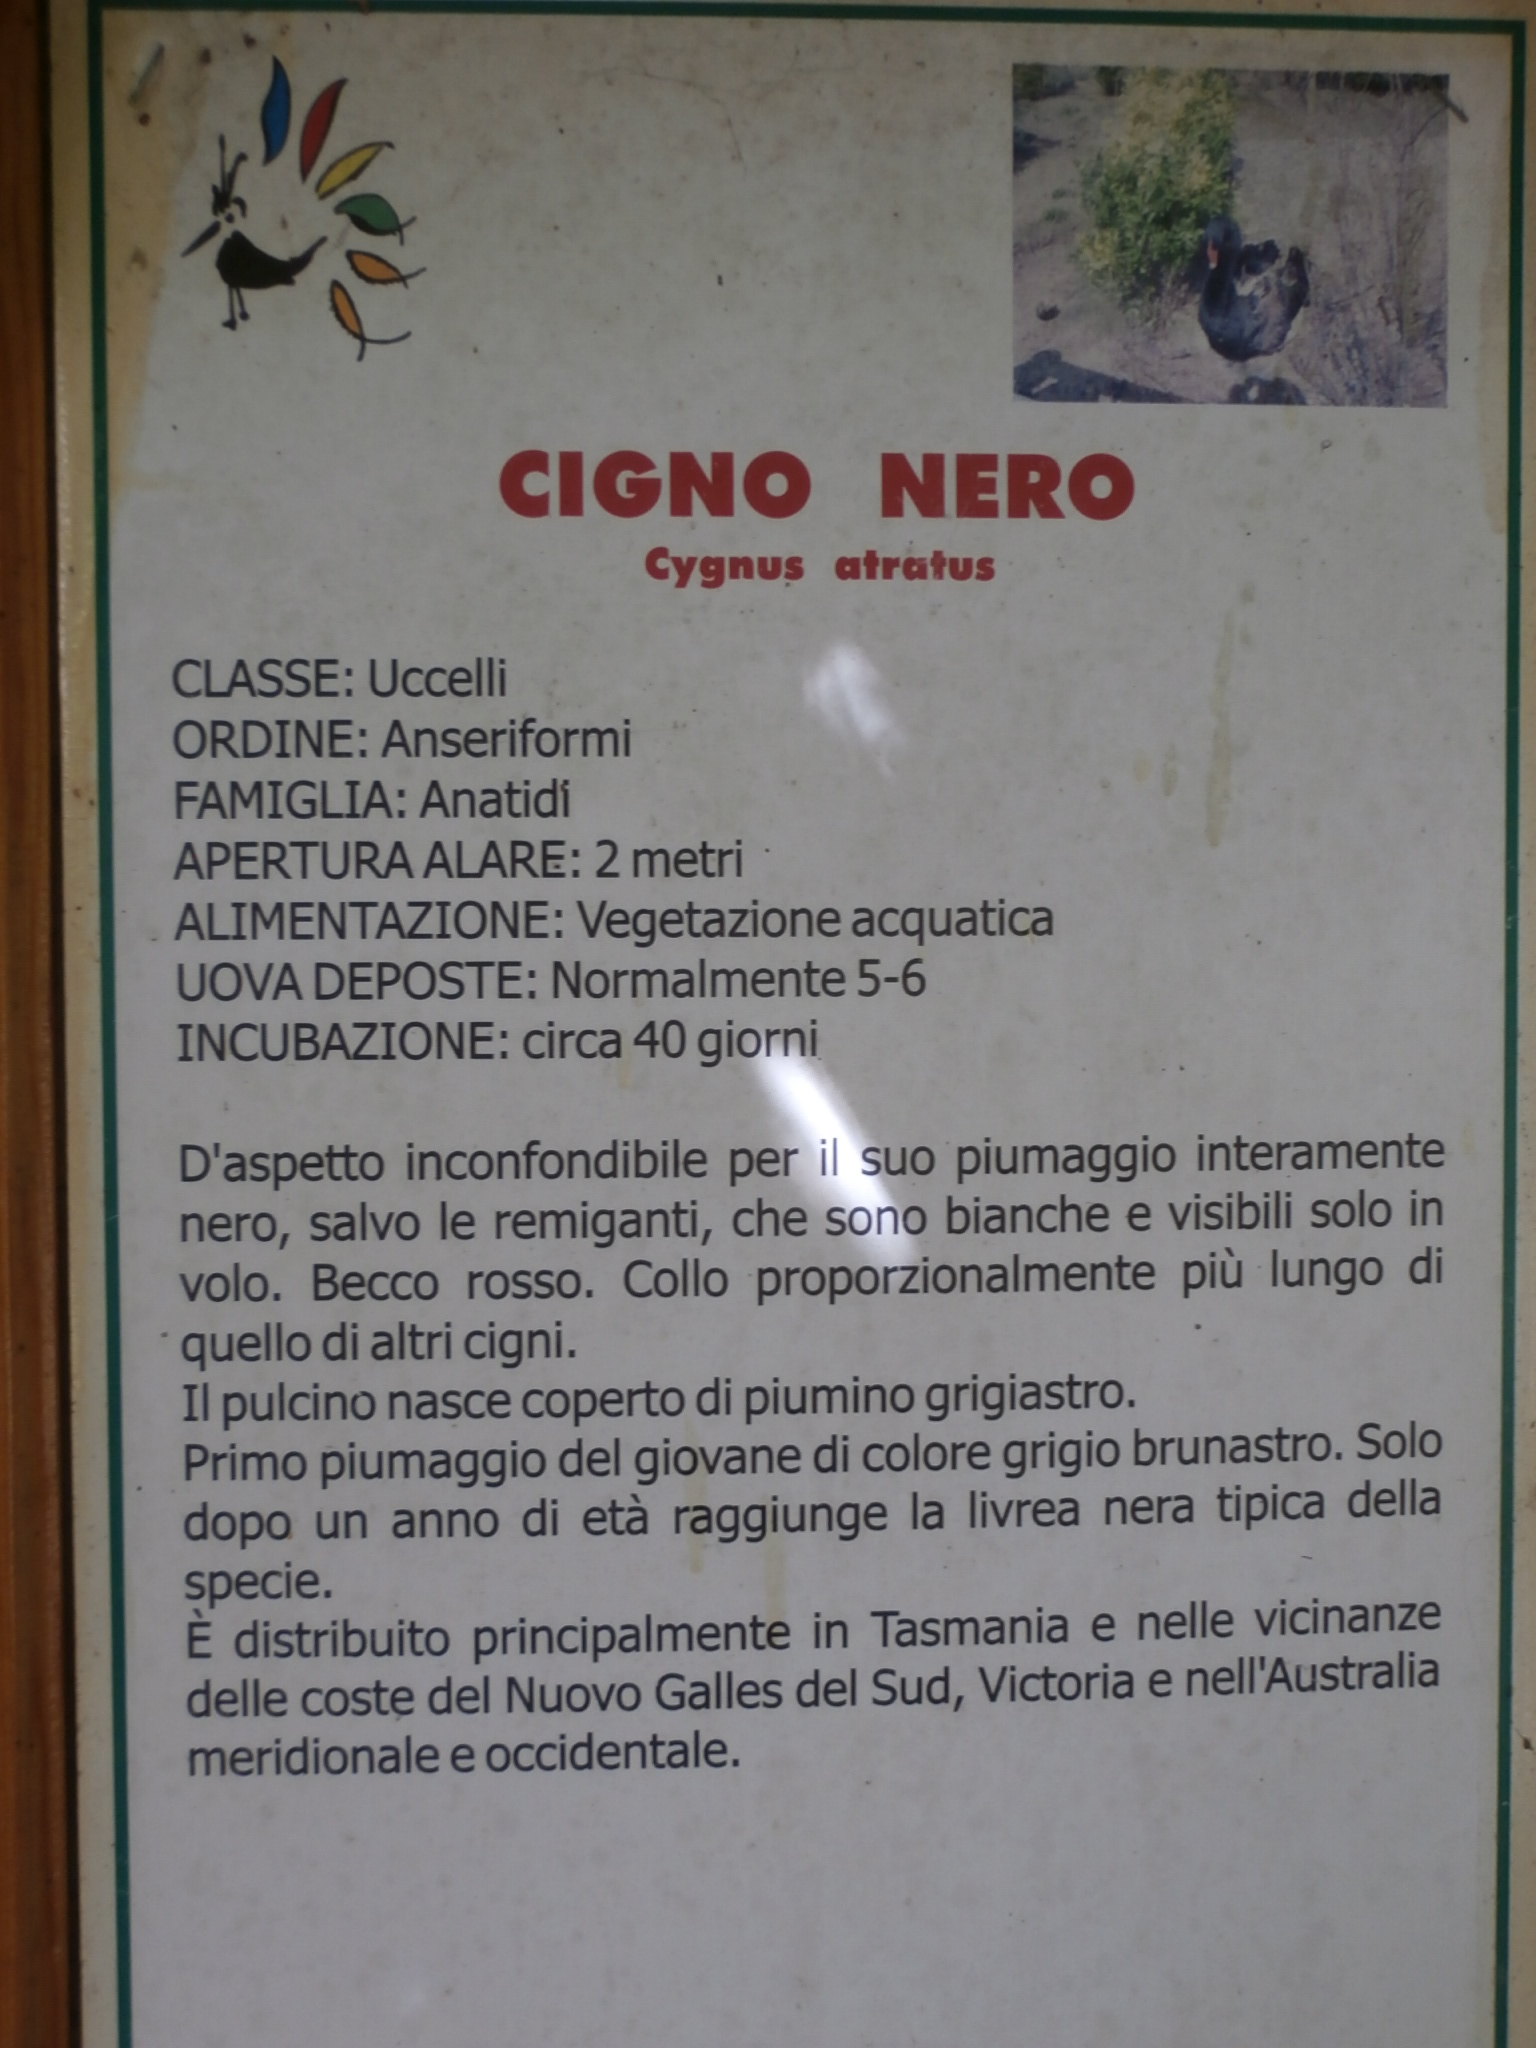 CIGNO NERO
Cygnus atratus
CLASSE: Uccelli
ORDINE: Anseriformi
FAMIGLIA: Anatidi
APERTURA ALARE: 2 metri
ALIMENTAZIONE: Vegetazione acquatica
UOVA DEPOSTE: Normalmente 5-6
INCUBAZIONE: circa 40 giorni
D'aspetto inconfondibile per il suo piumaggio interamente
nero, salvo le remiganti, che sono bianche e visibili solo in
volo. Becco rosso. Collo proporzionalmente più lungo di
quello di altri cigni.
Il pulcino nasce coperto di piumino grigiastro.
Primo piumaggio del giovane di colore grigio brunastro. Solo
dopo un anno di età raggiunge la livrea nera tipica della
specie.
È distribuito principalmente in Tasmania e nelle vicinanze
delle coste del Nuovo Galles del Sud, Victoria e nell'Australia
meridionale e occidentale.